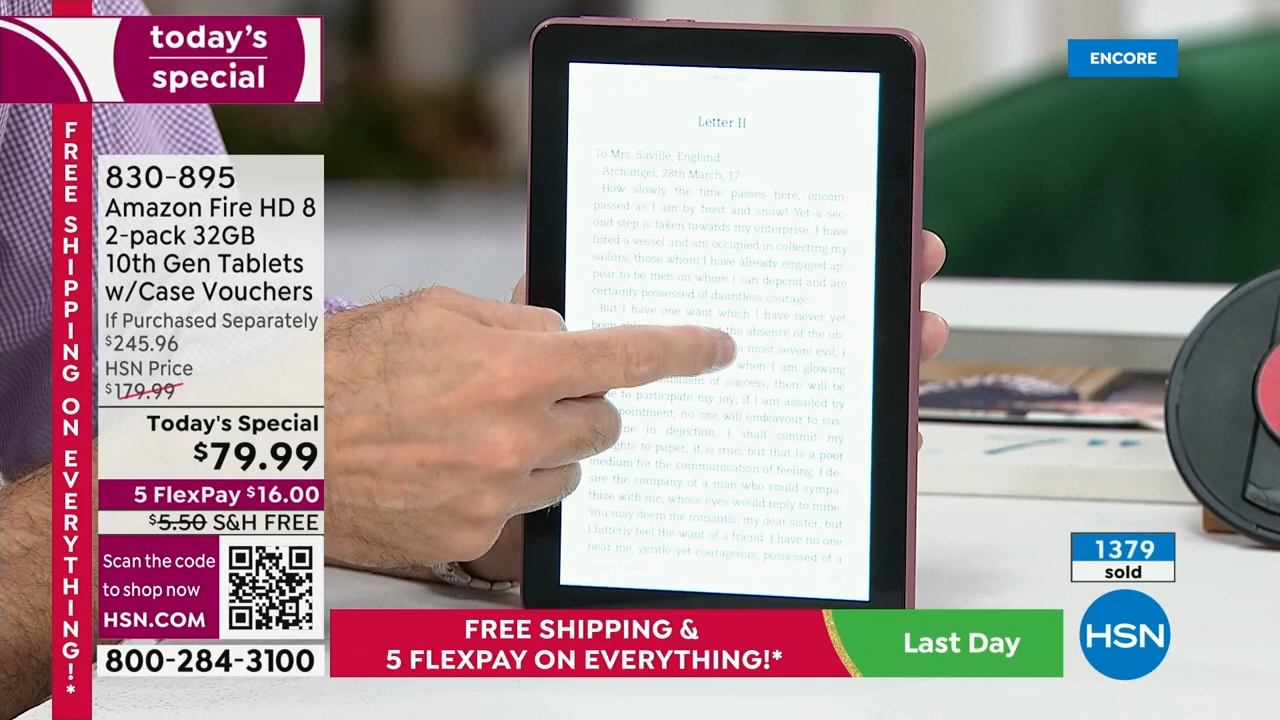 today's
special
FREE SHIPPING ON EVERYTHING!*
830-895
Amazon Fire HD 8
2-pack 32GB
10th Gen Tablets
w/Case Vouchers
If Purchased Separately
$245.96
HSN Price
$179.99
Today's Special
$79.99
5 FlexPay $16.00
$5.50 S&H FREE
Scan the code
to shop now
HSN.COM
800-284-3100
Letter II
To Mrs. Saville, England
Archangel, 28th March, 17
How slowly the time passes here, encom-
passed as I am by frost and snow! Yet a sec-
ond step is taken towards my enterprise. I have
hired a vessel and am occupied in collecting my
sailors; those whom I have already engaged ap-
pear to be men on whom I can depend and are
certainly possessed of dauntless courage.
But I have one want which I have never yet
been the absence of the ob-
a most severe evil, I
when I am glowing
of success, there will be
to participate my joy; if I am assailed by
no one will endeavour to sus-
in dejection. I shall commit my
to paper, it is true; but that is a poor
medium for the communication of feeling. I de-
sire the company of a man who could sympa-
thize with me, whose eyes would reply to mine.
You may deem me romantic, my dear sister, but
I bitterly feel the want of a friend. I have no one
near me, gentle yet courageous, possessed of a
ENCORE
1379
sold
HSN
FREE SHIPPING &
5 FLEXPAY ON EVERYTHING!*
Last Day